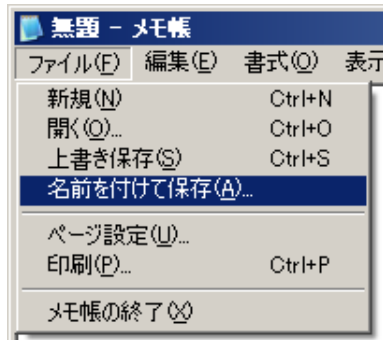 無題 - メモ帳
ファイル(F) 編集(E) 書式(O) 表示
新規(N) Ctrl+N
開く(O)... Ctrl+O
上書き保存(S) Ctrl+S
名前を付けて保存(A)...
ページ設定(U)...
印刷(P)... Ctrl+P
メモ帳の終了(X)